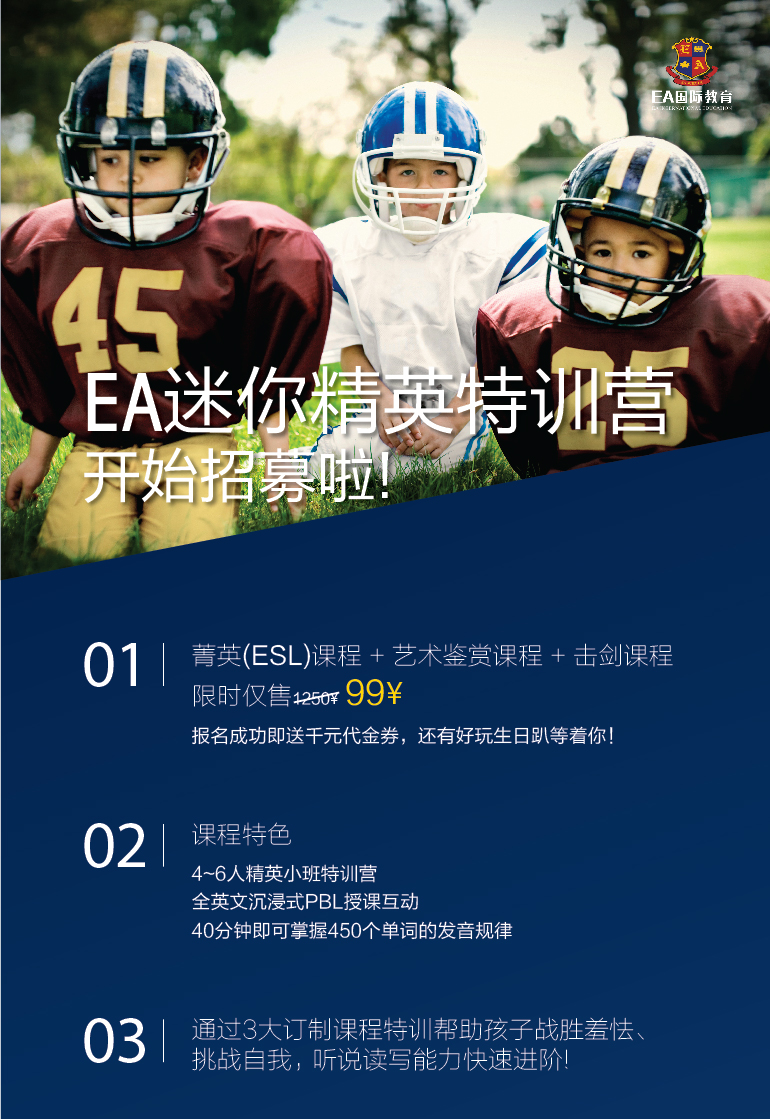 EA国际教育
EA INTERNATIONAL EDUCATION
45
25
EA迷你精英特训营
开始招募啦!
01
菁英(ESL)课程 + 艺术鉴赏课程 + 击剑课程
限时仅售1250¥ 99¥
报名成功即送千元代金券，还有好玩生日趴等着你！
02
课程特色
4~6人精英小班特训营
全英文沉浸式PBL授课互动
40分钟即可掌握450个单词的发音规律
03
通过3大订制课程特训帮助孩子战胜羞怯、
挑战自我，听说读写能力快速进阶!